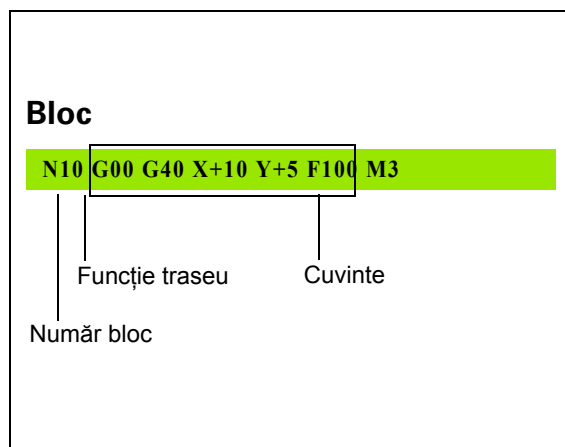 Bloc
N10 G00 G40 X+10 Y+5 F100 M3
Funcție traseu Cuvinte
Număr bloc